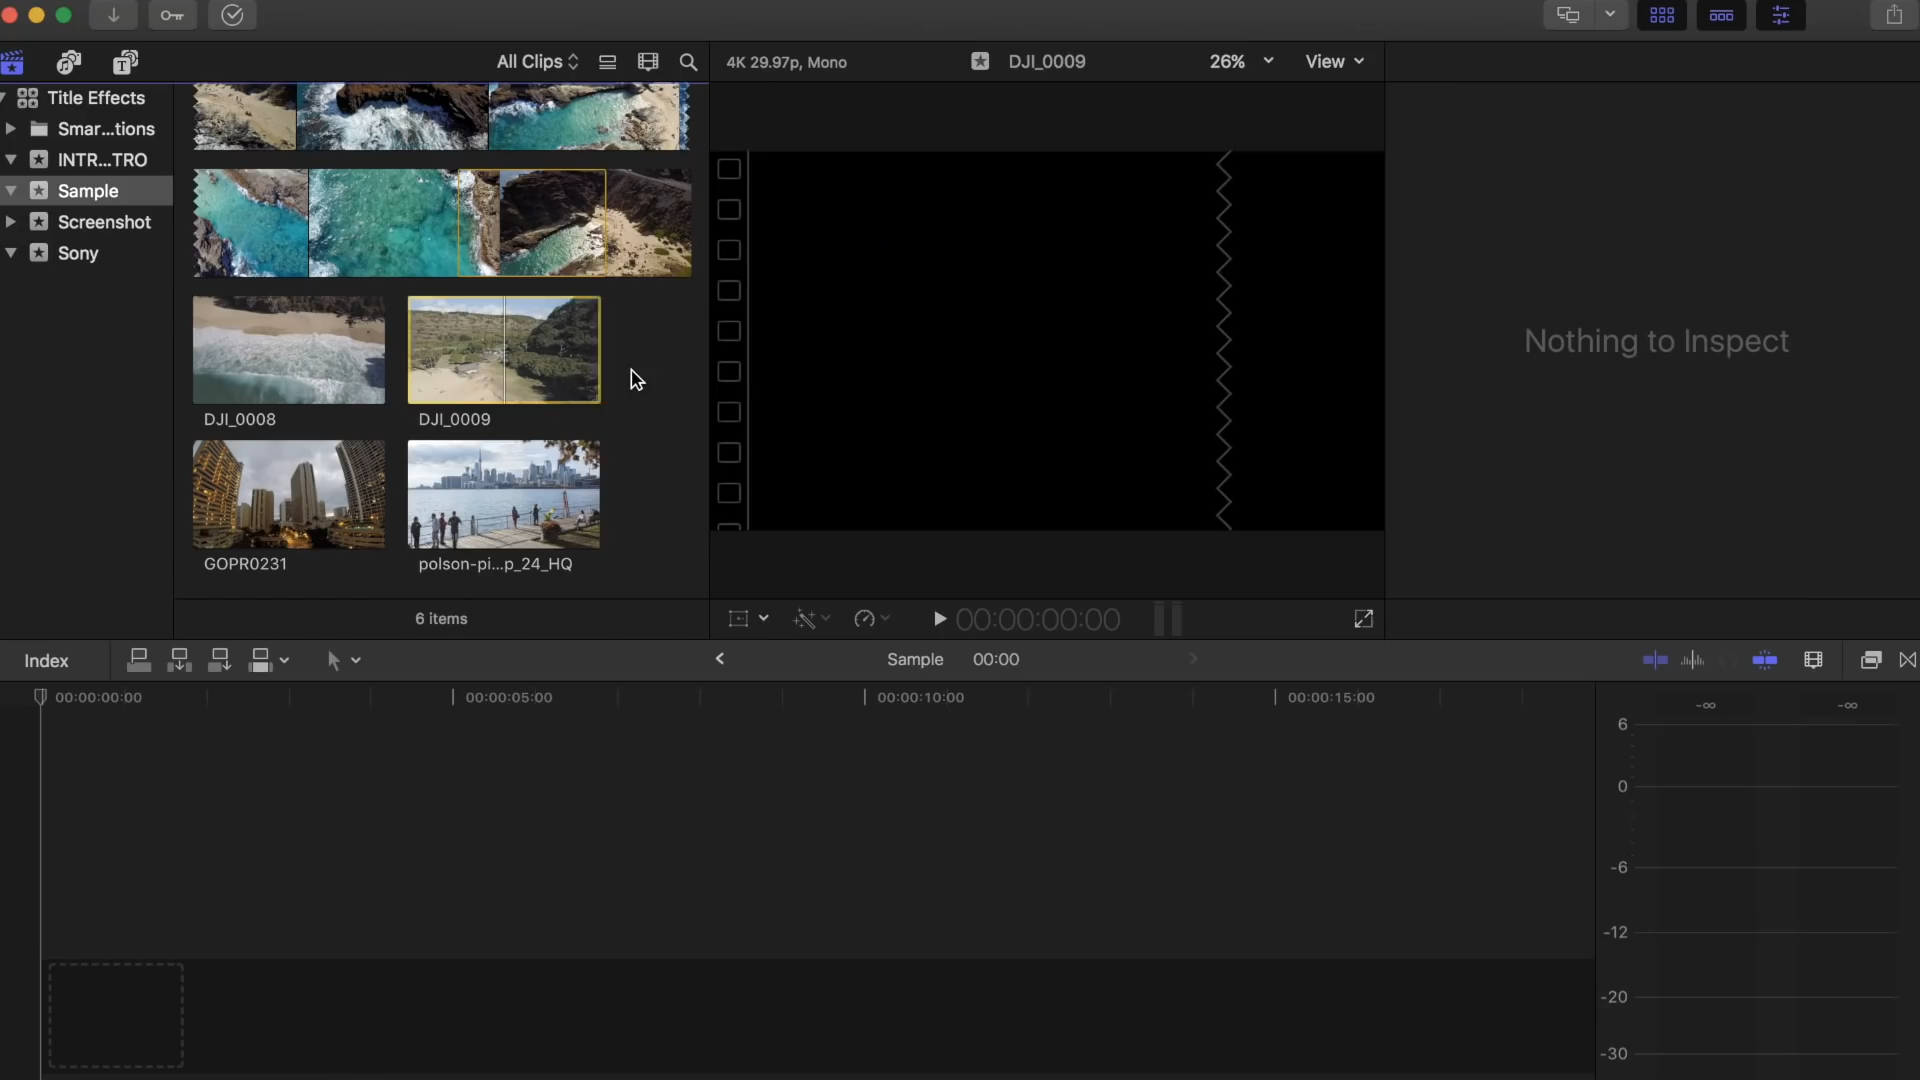 All Clips
4K 29.97p, Mono
DJI_0009
26%
View
Title Effects
Smar...tions
INTR...TRO
Sample
Screenshot
Sony
Nothing to Inspect
DJI_0008
DJI_0009
GOPR0231
polson-pi...p_24_HQ
6 items
00:00:00:00
Index
Sample
00:00
00:00:00:00
00:00:05:00
00:00:10:00
00:00:15:00
-∞
-∞
6
0
-6
-12
-20
-30